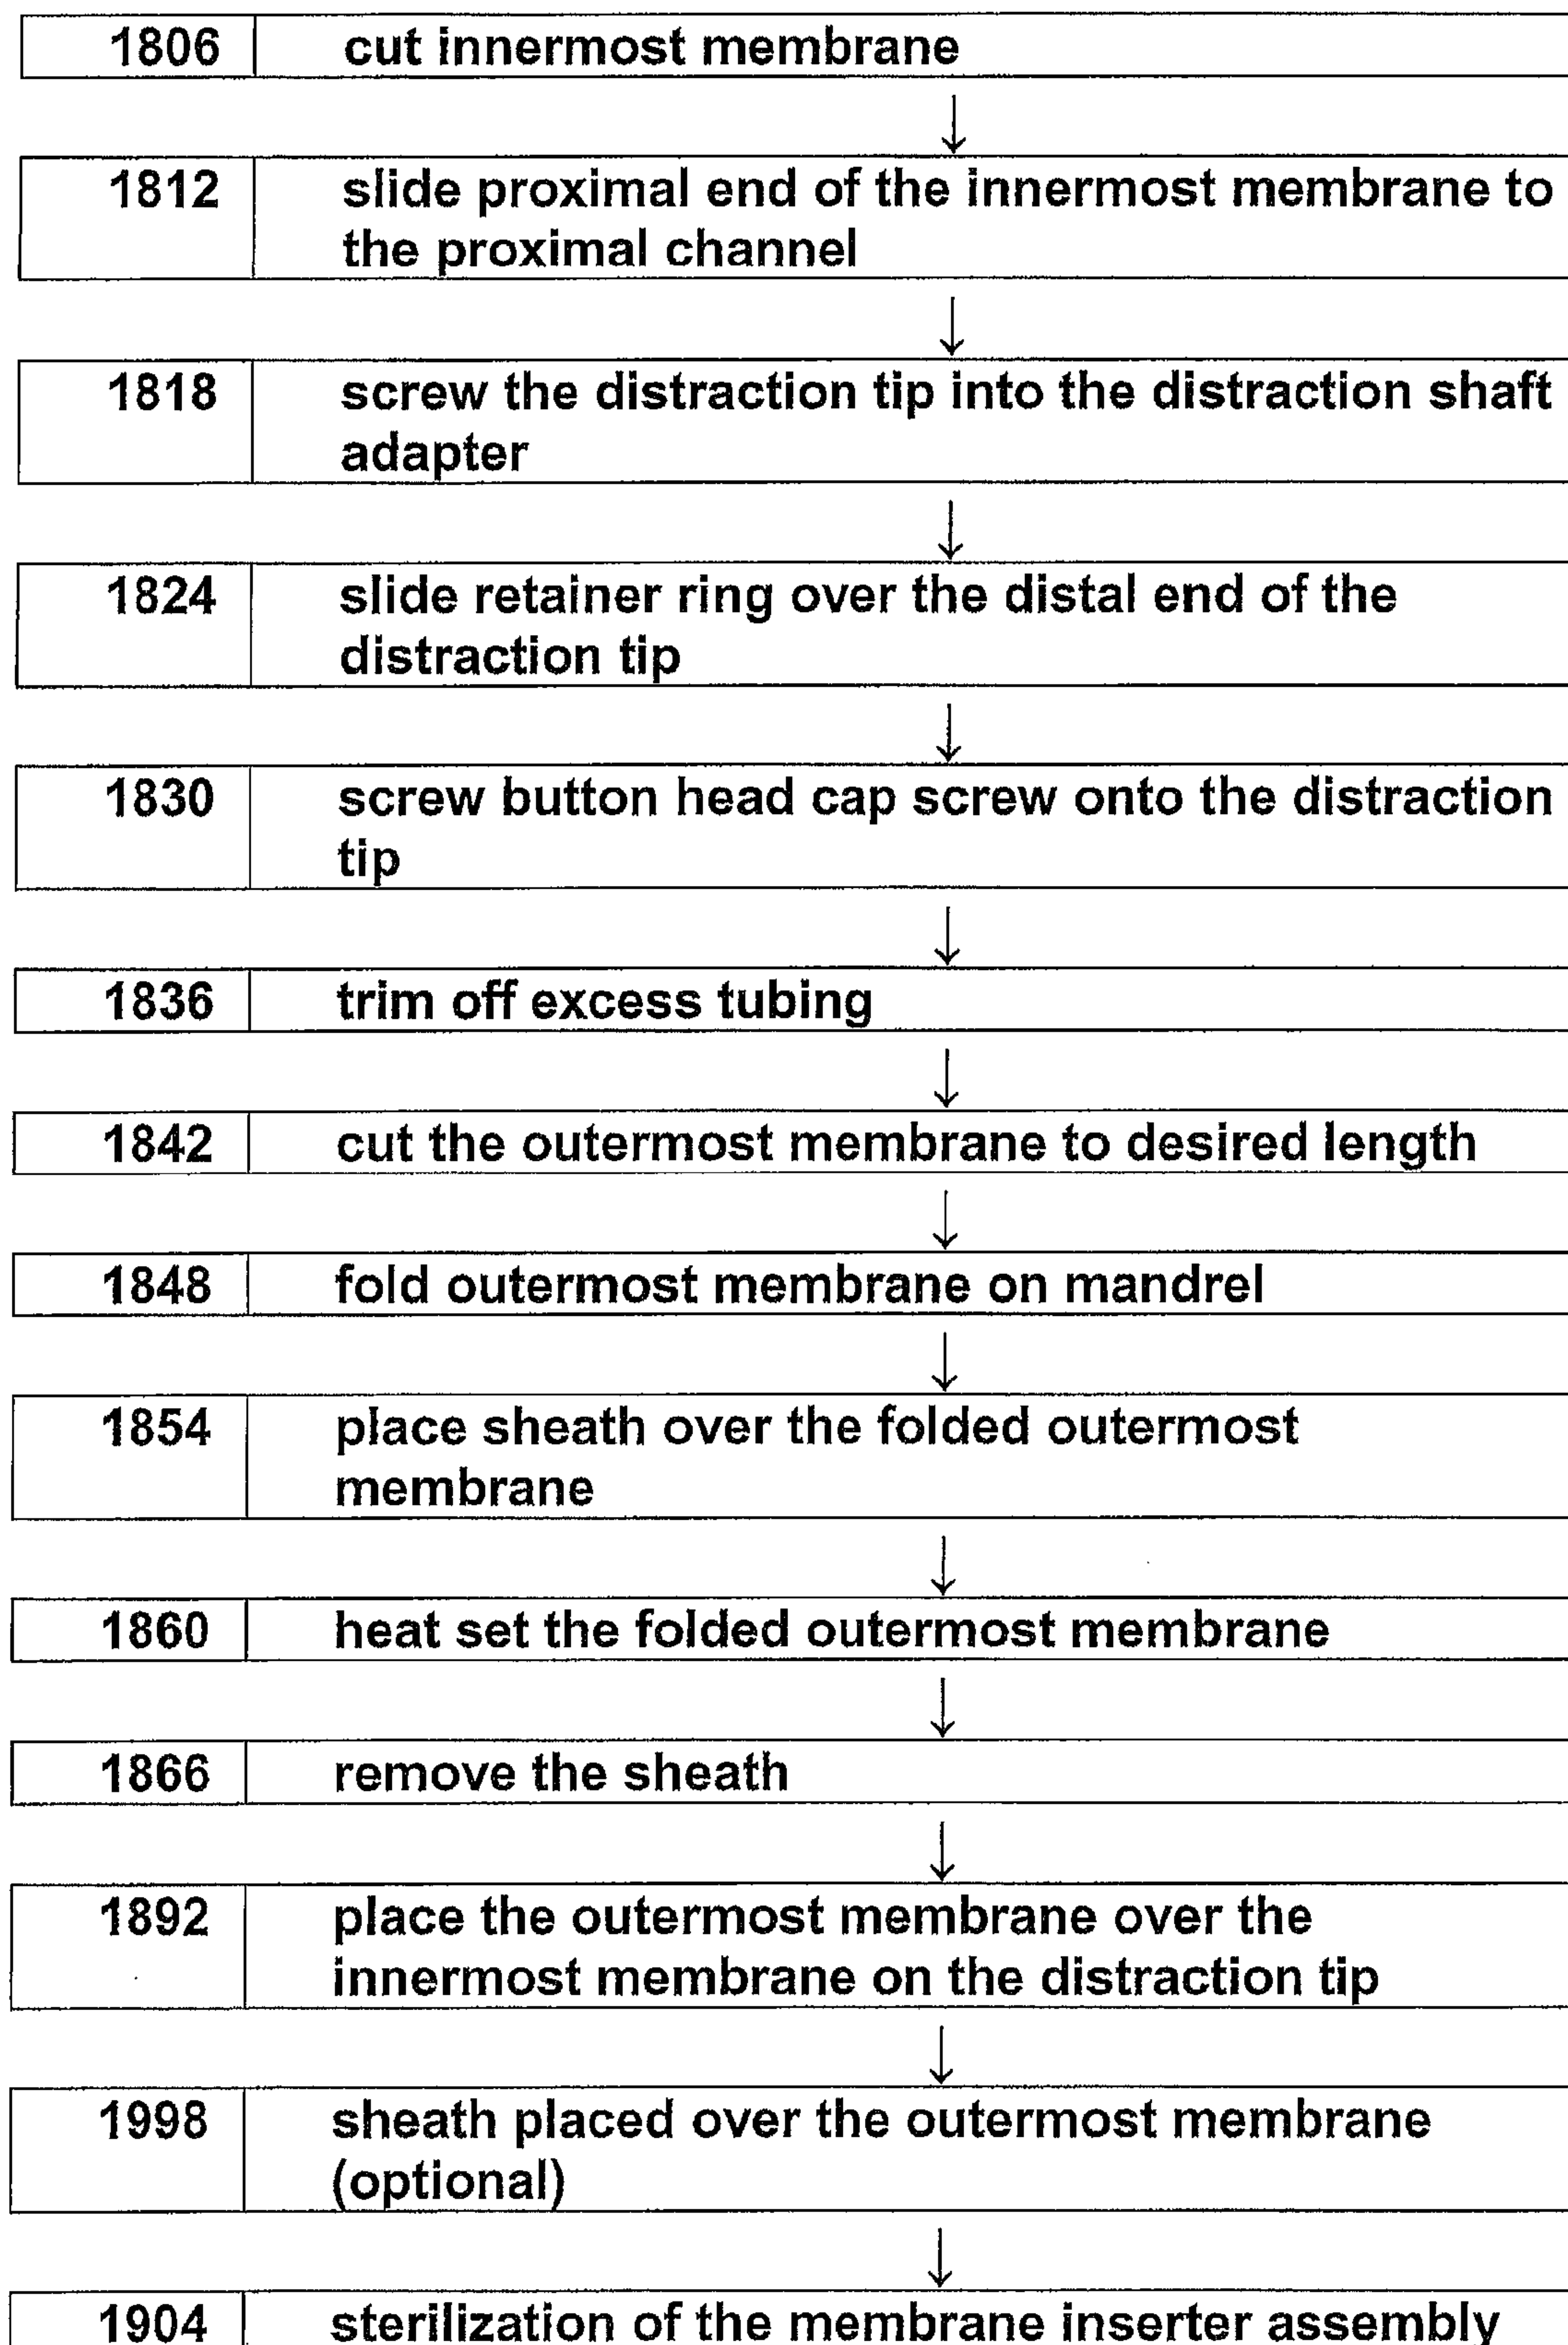 1806 cut innermost membrane
↓
1812 slide proximal end of the innermost membrane to
the proximal channel
↓
1818 screw the distraction tip into the distraction shaft
adapter
↓
1824 slide retainer ring over the distal end of the
distraction tip
↓
1830 screw button head cap screw onto the distraction
tip
↓
1836 trim off excess tubing
↓
1842 cut the outermost membrane to desired length
↓
1848 fold outermost membrane on mandrel
↓
1854 place sheath over the folded outermost
membrane
↓
1860 heat set the folded outermost membrane
↓
1866 remove the sheath
↓
1892 place the outermost membrane over the
innermost membrane on the distraction tip
↓
1998 sheath placed over the outermost membrane
(optional)
↓
1904 sterilization of the membrane inserter assembly